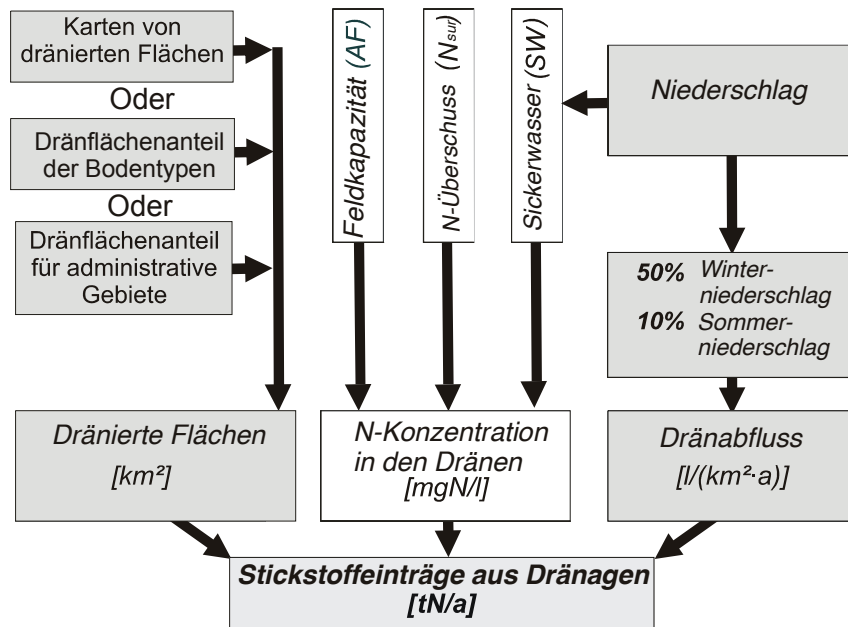 Karten von
dränierten Flächen
Oder
Dränflächenanteil
der Bodentypen
Oder
Dränflächenanteil
für administrative
Gebiete
Feldkapazität (AF)
N-Überschuss (Nsur)
Sickerwasser (SW)
Niederschlag
50% Winter-
niederschlag
10% Sommer-
niederschlag
Dränierte Flächen
[km²]
N-Konzentration
in den Dränen
[mgN/l]
Dränabfluss
[l/(km²·a)]
Stickstoffeinträge aus Dränagen
[tN/a]